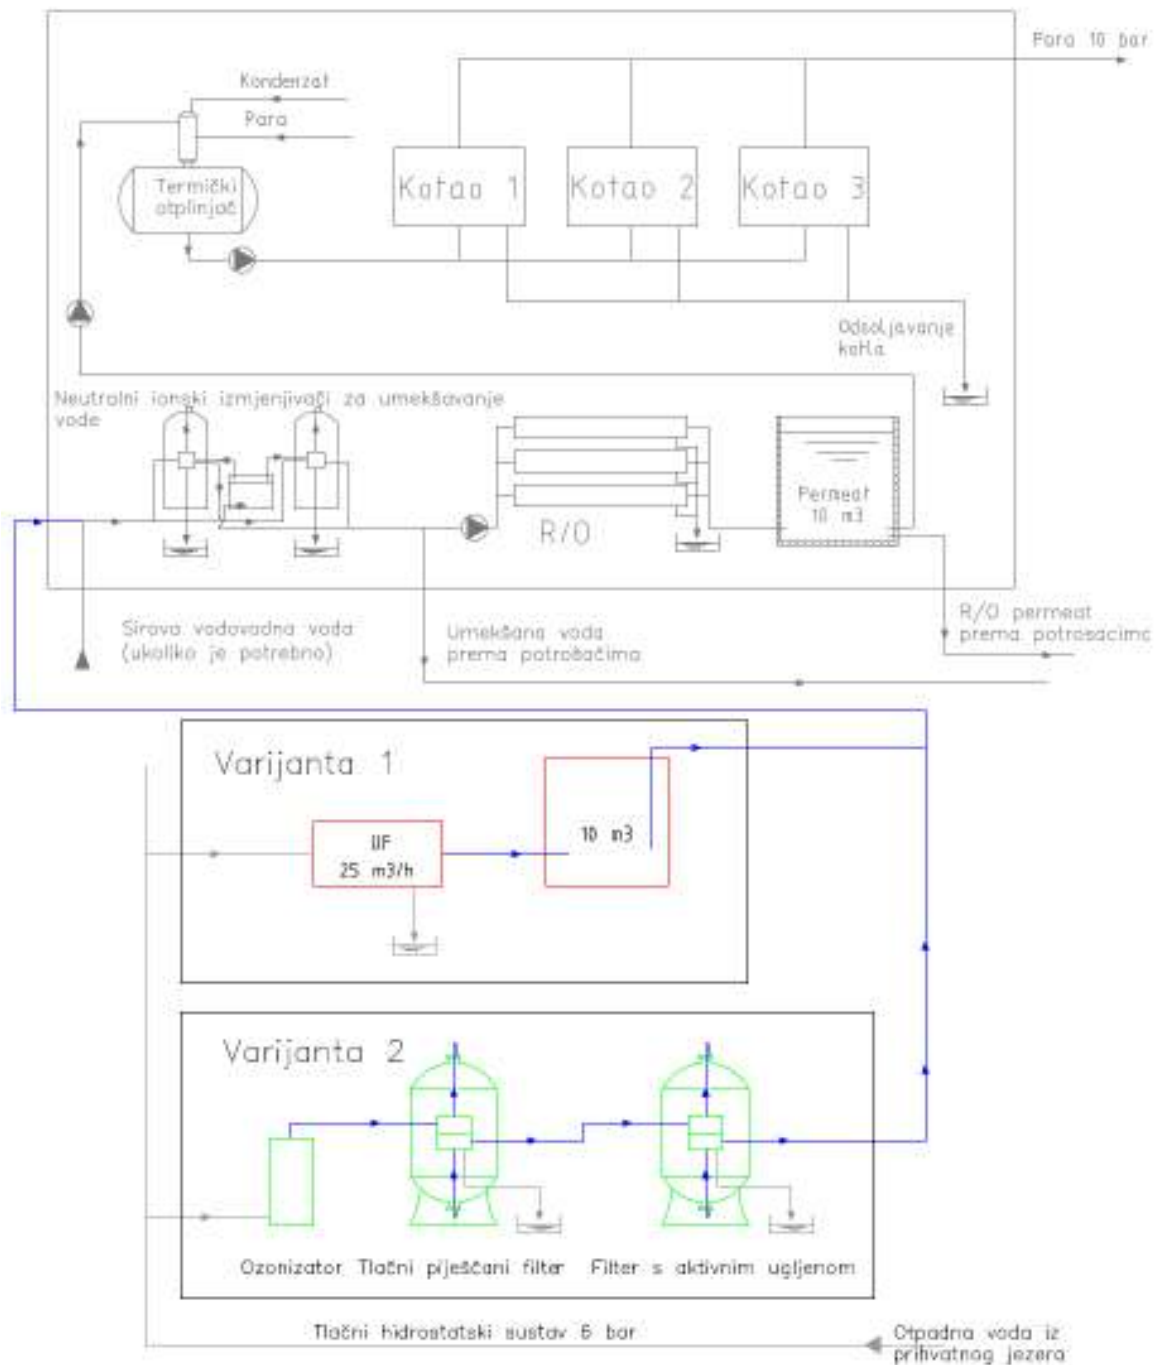 Para 10 bar
Kondenzat
Para
Termički
otplinjač
Kotao 1
Kotao 2
Kotao 3
Odsoljavanje
kotla
Neutralni ionski izmjenjivači za umekšavanje
vode
R/O
Permeat
10 m3
Sirova vodovodna voda
(ukoliko je potrebno)
Umekšana voda
prema potrošačima
R/O permeat
prema potrosacima
Varijanta 1
UF
25 m3/h
10 m3
Varijanta 2
Ozonizator
Tlačni pješčani filter
Filter s aktivnim ugljenom
Tlačni hidrostatski sustav 6 bar
Otpadna voda iz
prihvatnog jezera